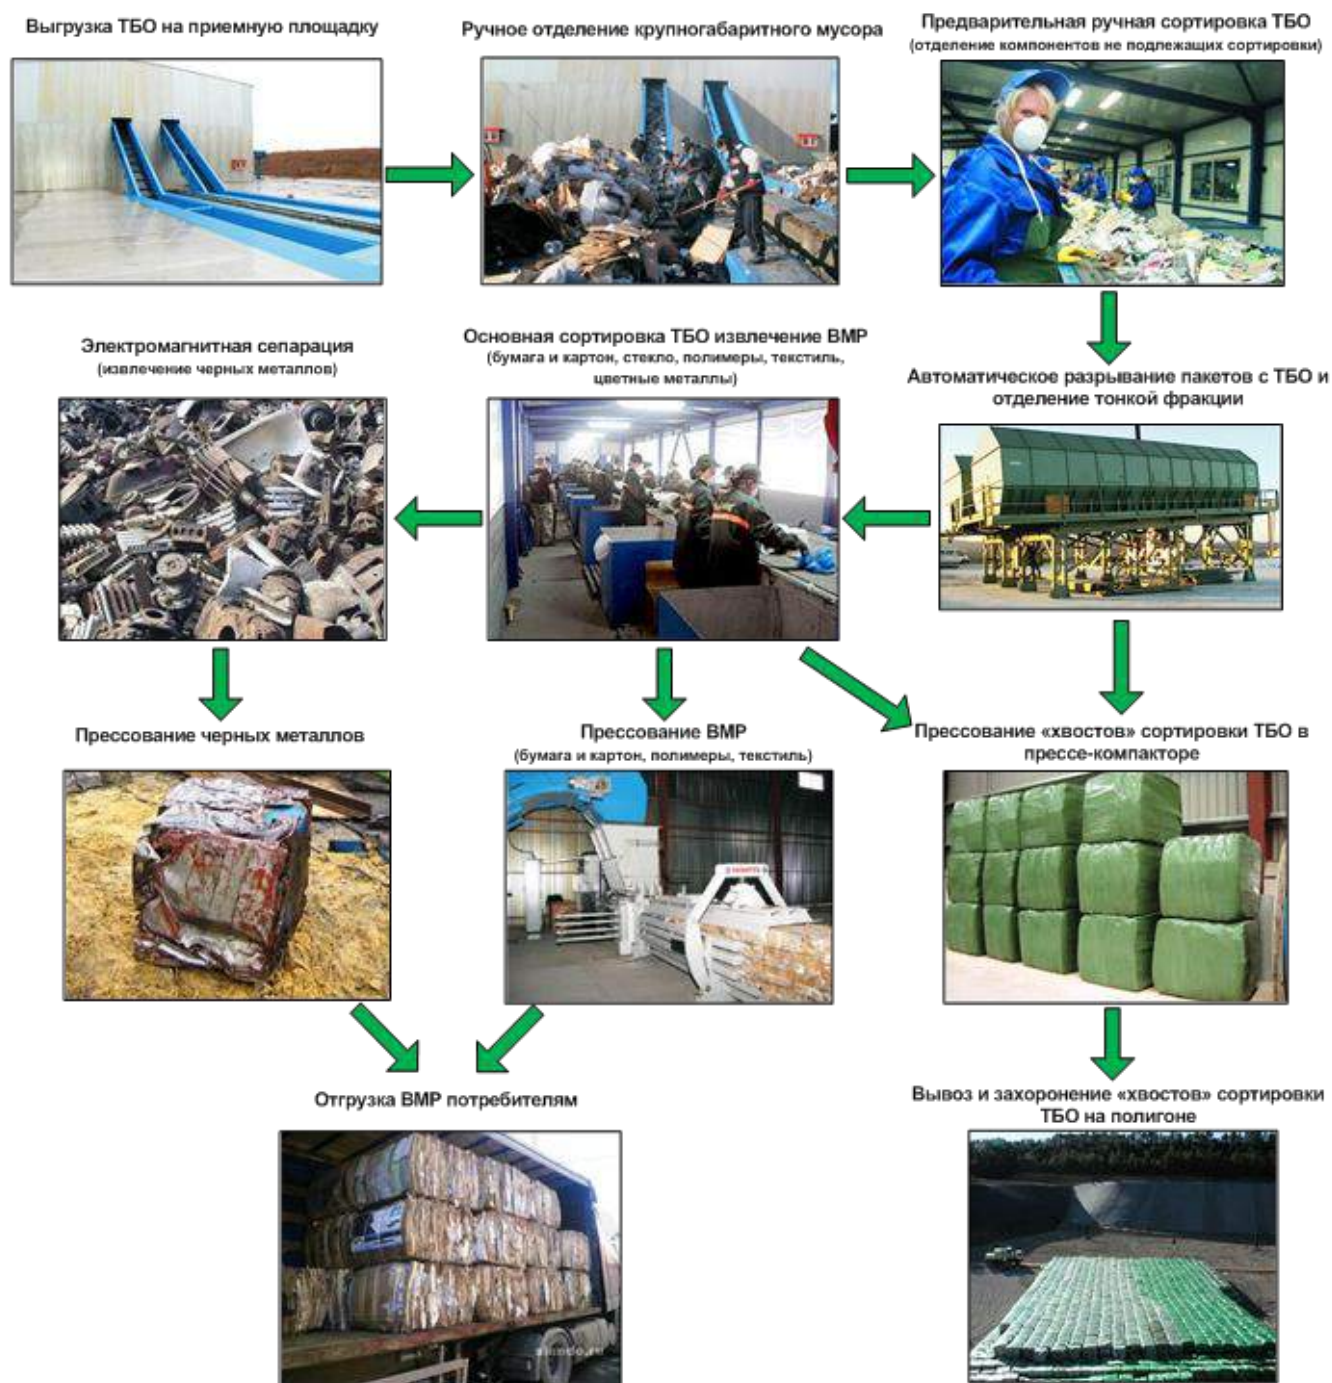 Выгрузка ТБО на приемную площадку
Ручное отделение крупногабаритного мусора
Предварительная ручная сортировка ТБО
(отделение компонентов не подлежащих сортировки)
Электромагнитная сепарация
(извлечение черных металлов)
Основная сортировка ТБО извлечение ВМР
(бумага и картон, стекло, полимеры, текстиль,
цветные металлы)
Автоматическое разрывание пакетов с ТБО и
отделение тонкой фракции
Прессование черных металлов
Прессование ВМР
(бумага и картон, полимеры, текстиль)
Прессование «хвостов» сортировки ТБО в
прессе-компакторе
Отгрузка ВМР потребителям
Вывоз и захоронение «хвостов» сортировки
ТБО на полигоне